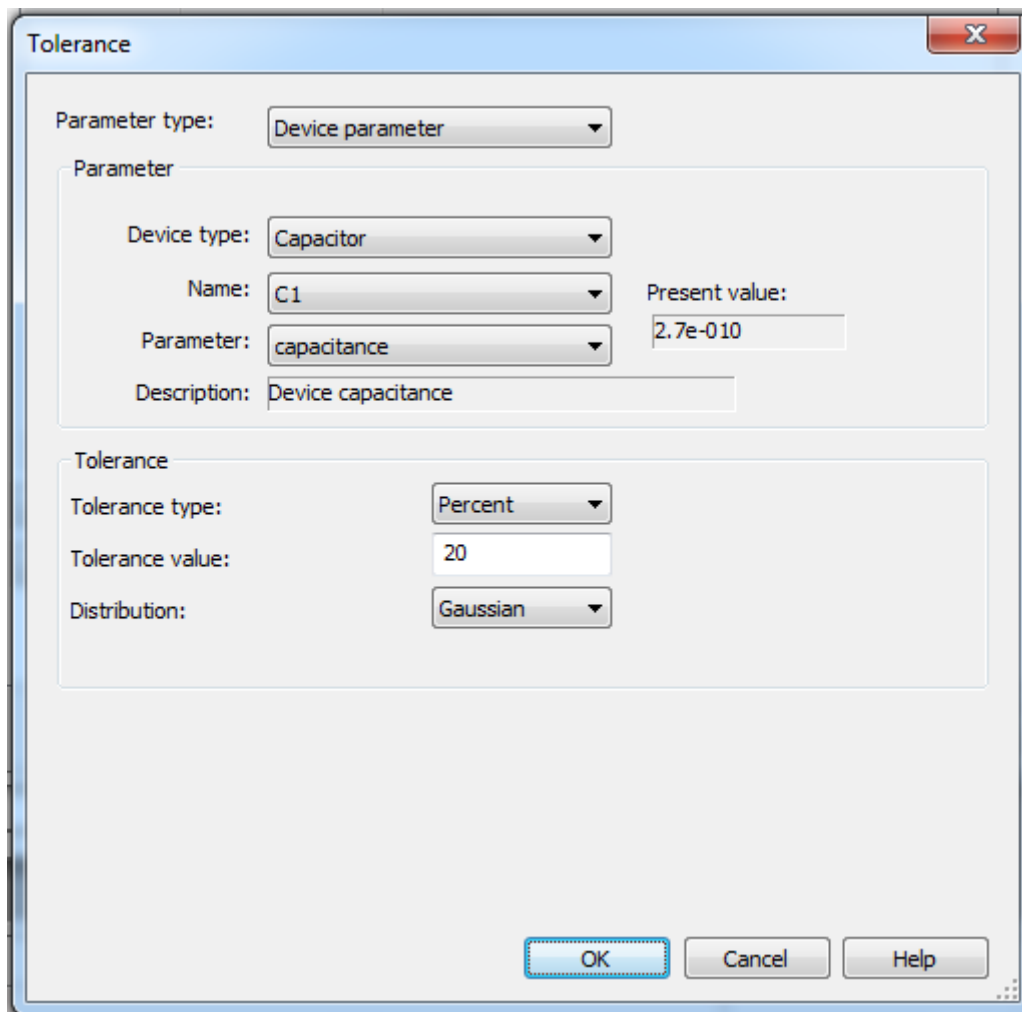 Tolerance
Parameter type: Device parameter
Parameter
Device type: Capacitor
Name: C1 Present value:
2.7e-010
Parameter: capacitance
Description: Device capacitance
Tolerance
Tolerance type: Percent
Tolerance value: 20
Distribution: Gaussian
OK Cancel Help